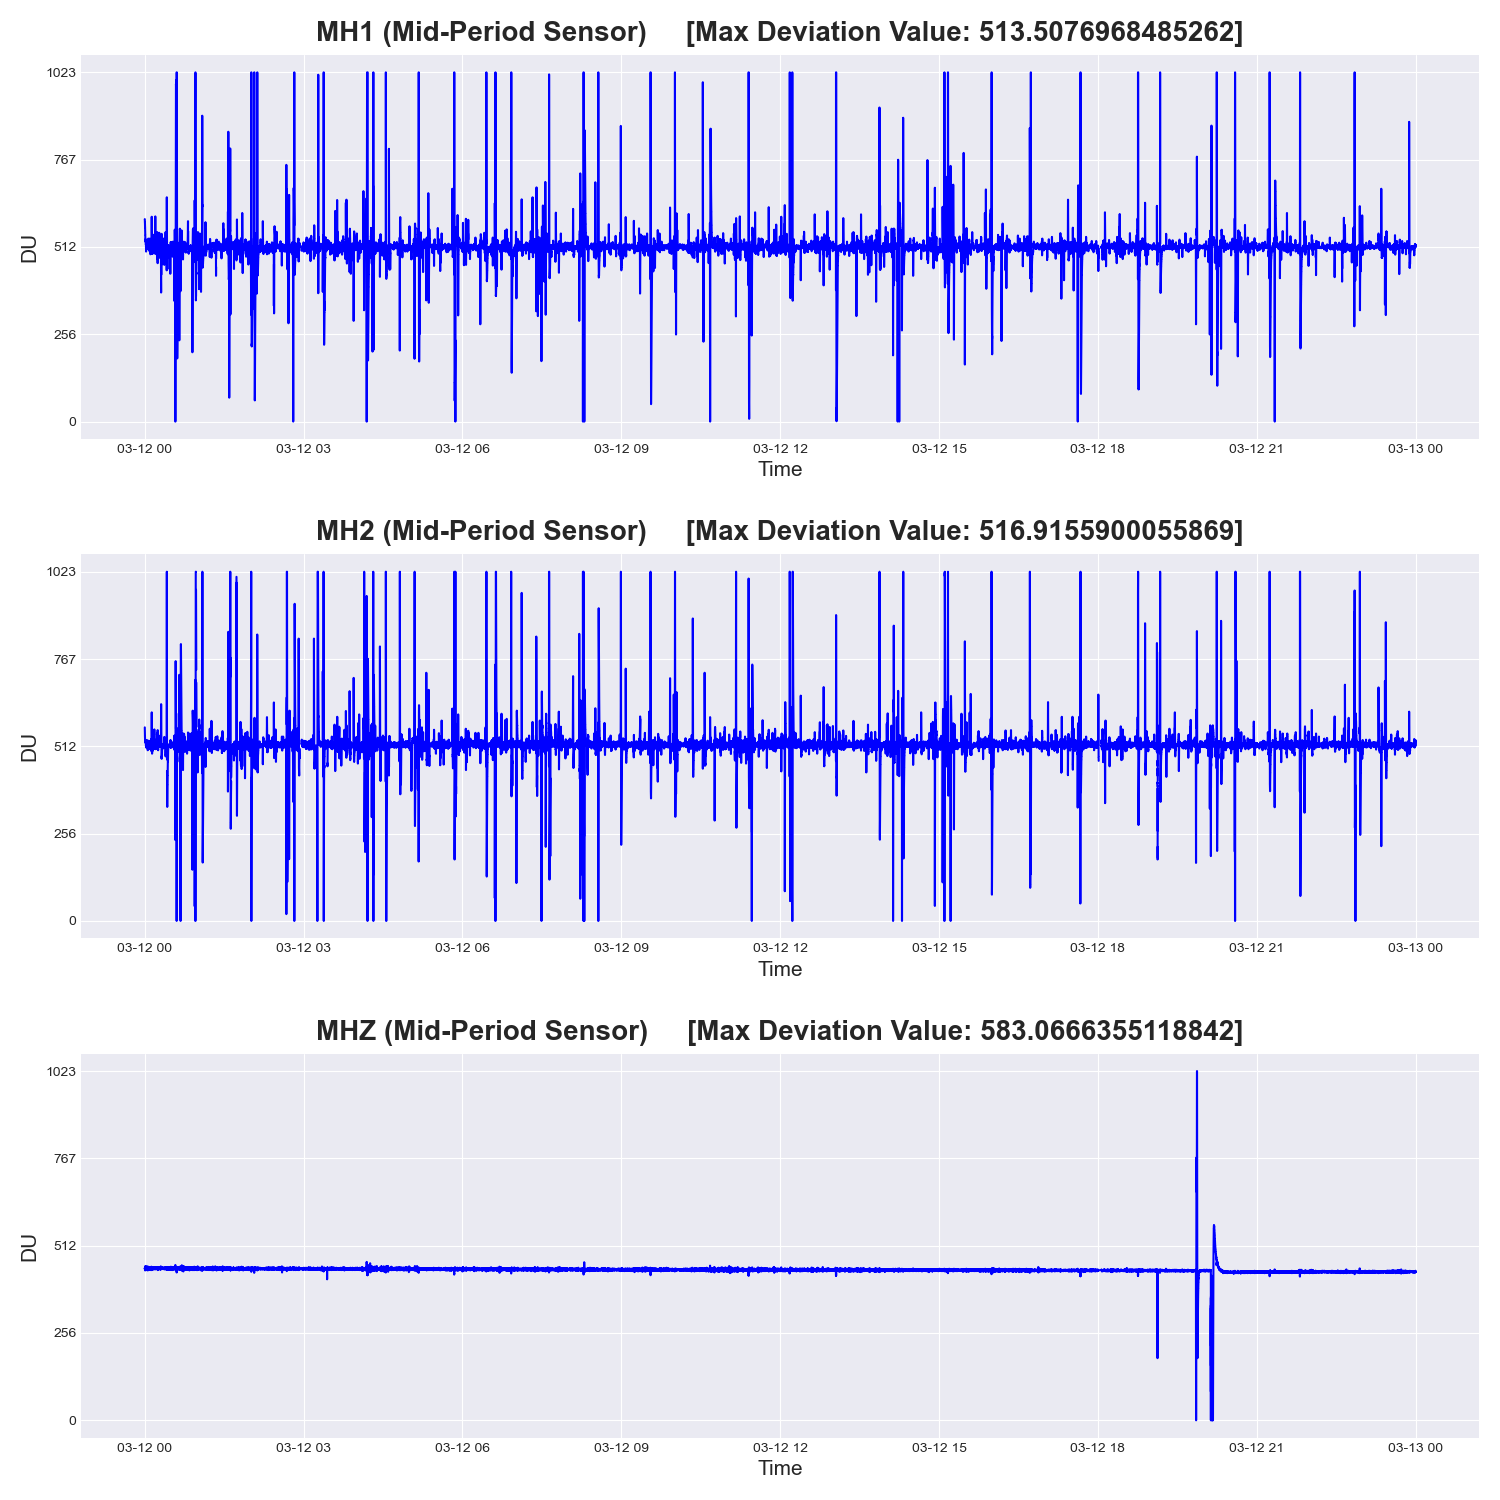 MH1 (Mid-Period Sensor) [Max Deviation Value: 513.5076968485262]
1023
767
512
256
0
DU
03-12 00 03-12 03 03-12 06 03-12 09 03-12 12 03-12 15 03-12 18 03-12 21 03-13 00
Time
MH2 (Mid-Period Sensor) [Max Deviation Value: 516.9155900055869]
1023
767
512
256
0
DU
03-12 00 03-12 03 03-12 06 03-12 09 03-12 12 03-12 15 03-12 18 03-12 21 03-13 00
Time
MHZ (Mid-Period Sensor) [Max Deviation Value: 583.0666355118842]
1023
767
512
256
0
DU
03-12 00 03-12 03 03-12 06 03-12 09 03-12 12 03-12 15 03-12 18 03-12 21 03-13 00
Time